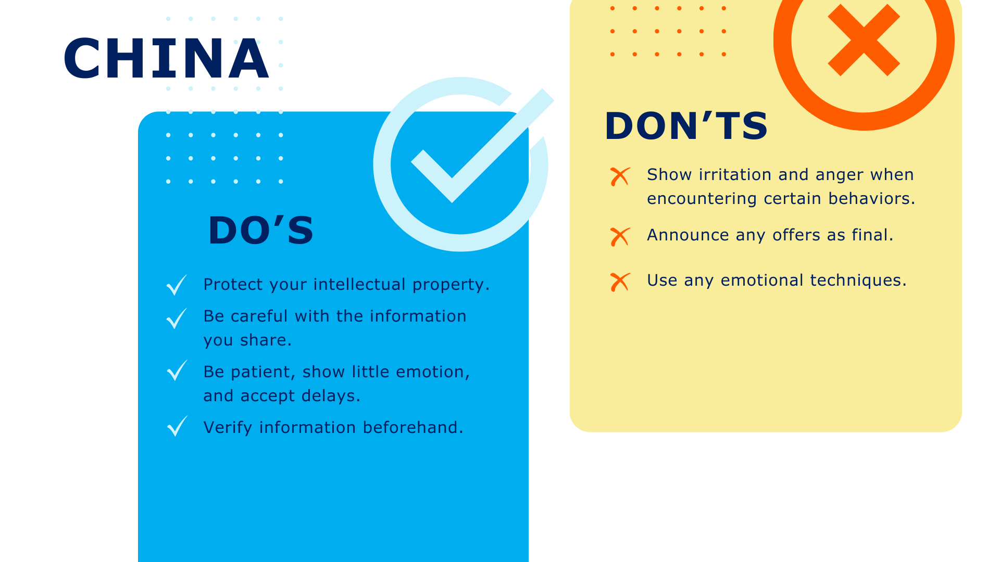 CHINA
DO’S
Protect your intellectual property.
Be careful with the information
you share.
Be patient, show little emotion,
and accept delays.
Verify information beforehand.
DON’TS
Show irritation and anger when
encountering certain behaviors.
Announce any offers as final.
Use any emotional techniques.